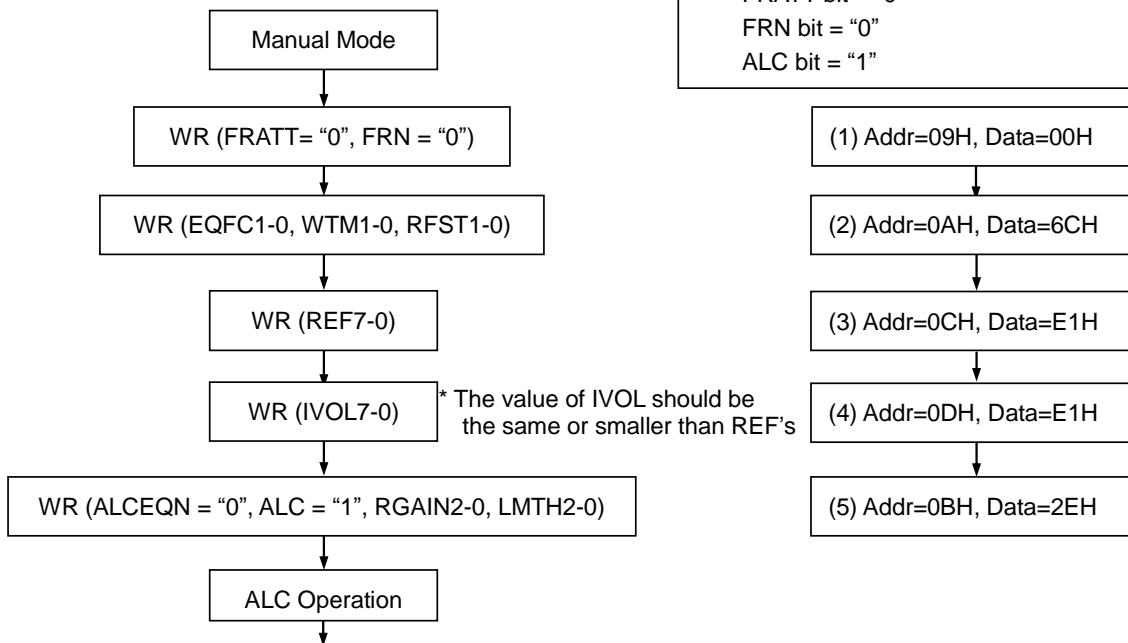 FRN bit = “0”
ALC bit = “1”
Manual Mode
WR (FRATT= “0”, FRN = “0”)
WR (EQFC1-0, WTM1-0, RFST1-0)
WR (REF7-0)
WR (IVOL7-0)
* The value of IVOL should be
the same or smaller than REF’s
WR (ALCEQN = “0”, ALC = “1”, RGAIN2-0, LMTH2-0)
ALC Operation
(1) Addr=09H, Data=00H
(2) Addr=0AH, Data=6CH
(3) Addr=0CH, Data=E1H
(4) Addr=0DH, Data=E1H
(5) Addr=0BH, Data=2EH